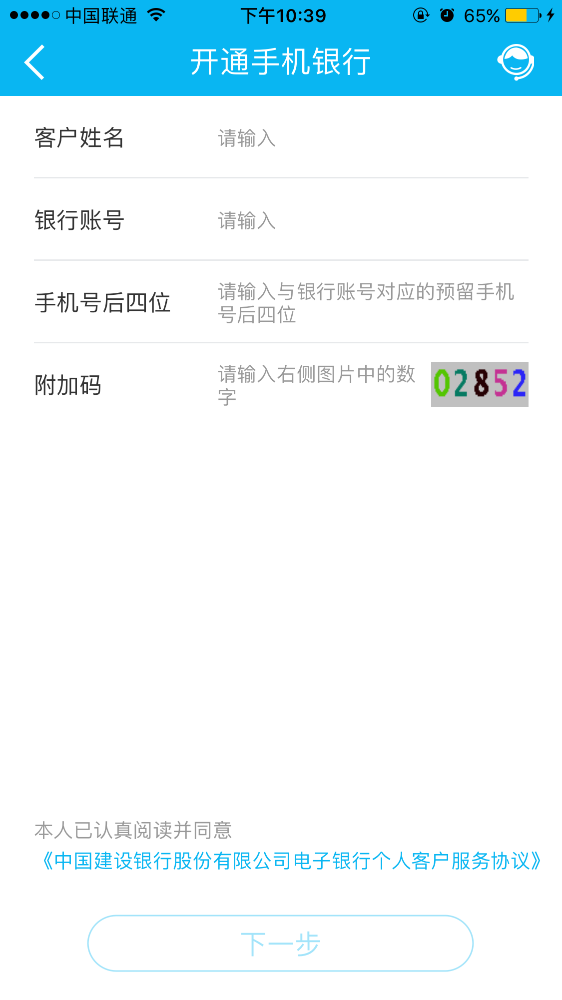 中国联通 下午10:39 65%
开通手机银行
客户姓名 请输入
银行账号 请输入
手机号后四位 请输入与银行账号对应的预留手机
号后四位
附加码 请输入右侧图片中的数
字 02852
本人已认真阅读并同意
《中国建设银行股份有限公司电子银行个人客户服务协议》
下一步